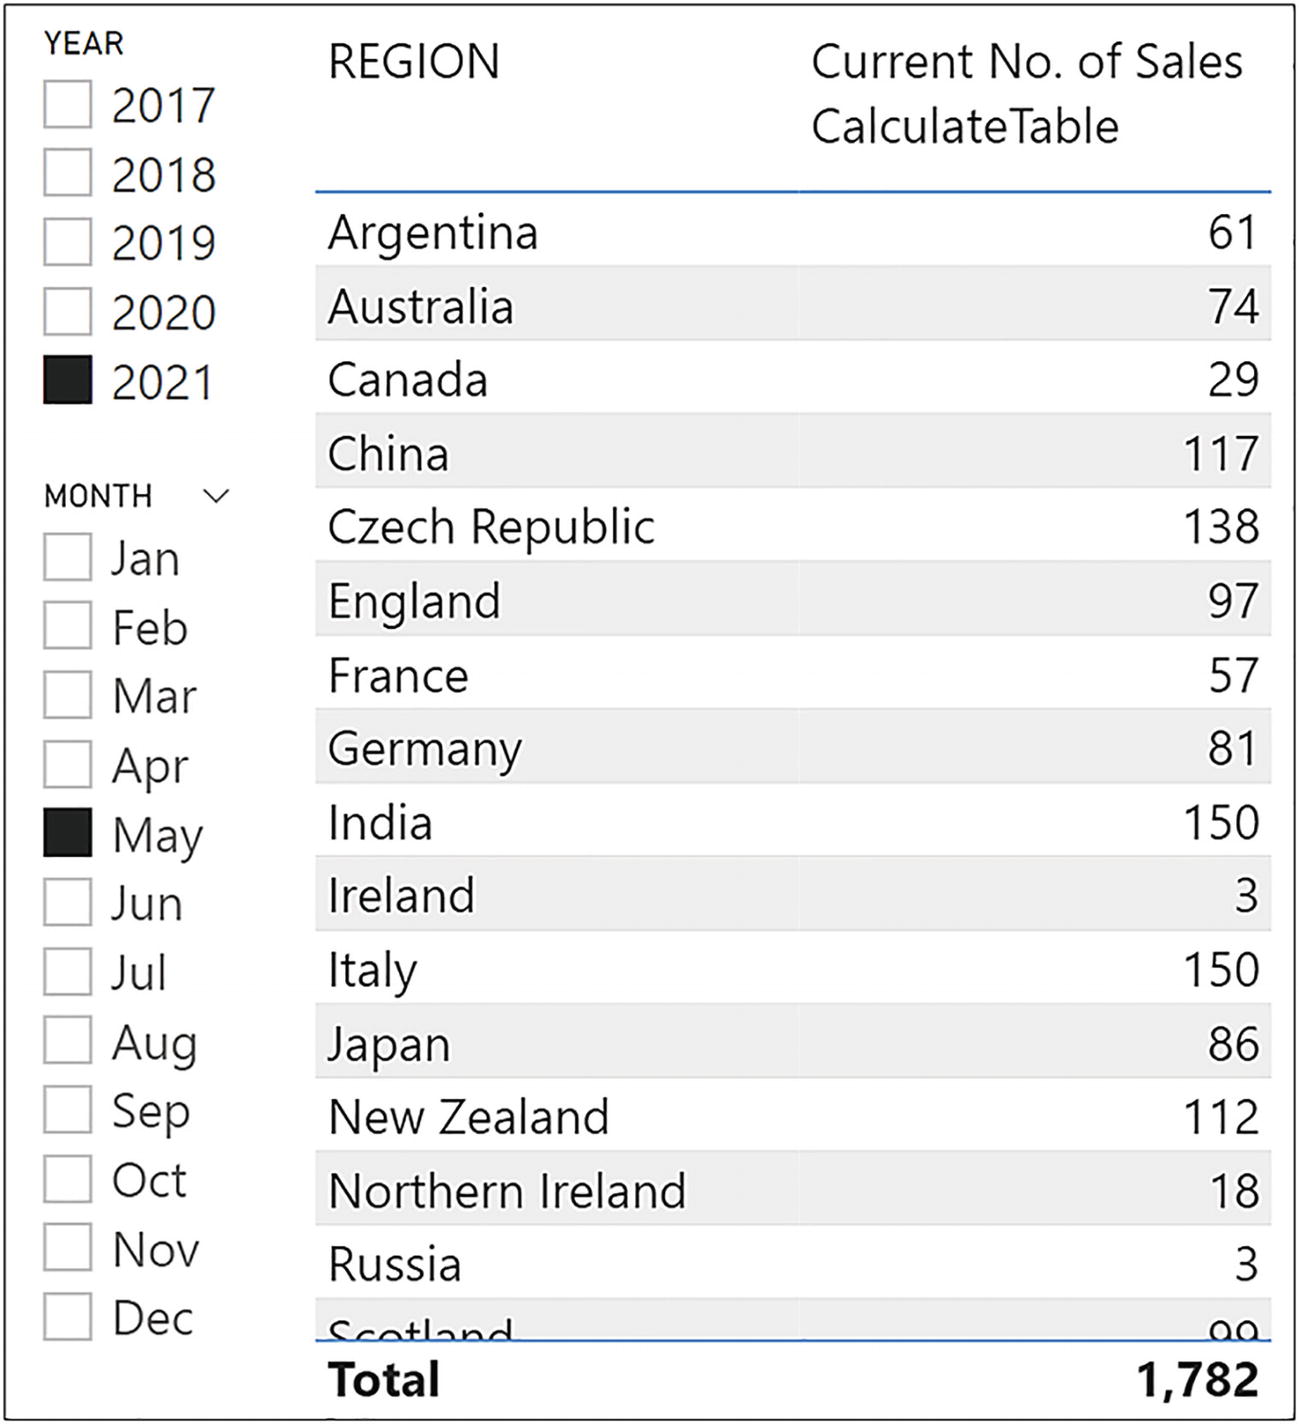 YEAR
2017
2018
2019
2020
2021
MONTH
Jan
Feb
Mar
Apr
May
Jun
Jul
Aug
Sep
Oct
Nov
Dec
REGION Current No. of Sales
CalculateTable
Argentina 61
Australia 74
Canada 29
China 117
Czech Republic 138
England 97
France 57
Germany 81
India 150
Ireland 3
Italy 150
Japan 86
New Zealand 112
Northern Ireland 18
Russia 3
Scotland
Total 1,782